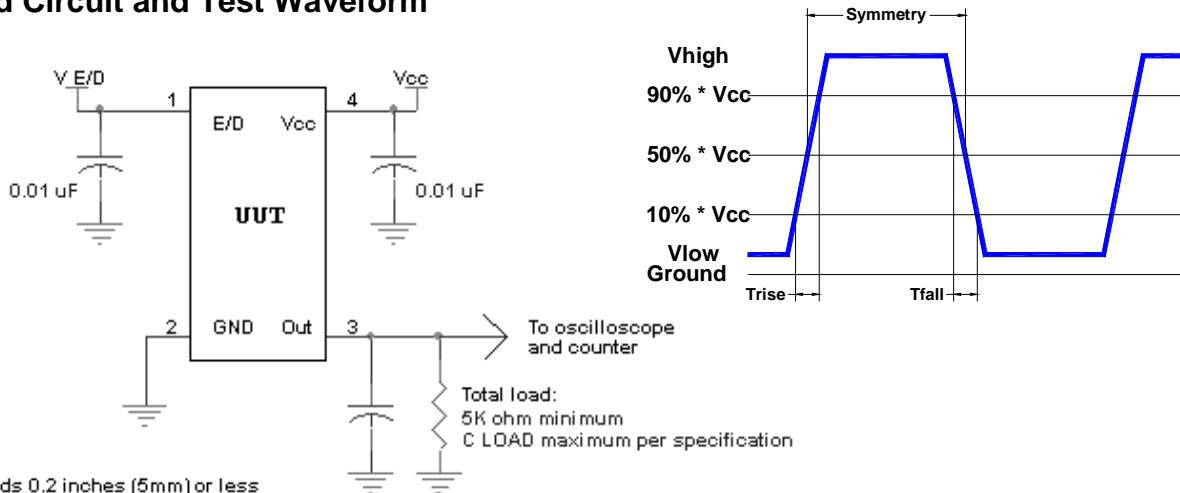 d Circuit and Test Waveform
V E/D
Vcc
1
4
E/D Vcc
0.01 uF
0.01 uF
UUT
2
GND Out
3
To oscilloscope
and counter
Total load:
5K ohm minimum
C LOAD maximum per specification
ds 0.2 inches (5mm) or less
Symmetry
Vhigh
90% * Vcc
50% * Vcc
10% * Vcc
Vlow
Ground
Trise
Tfall